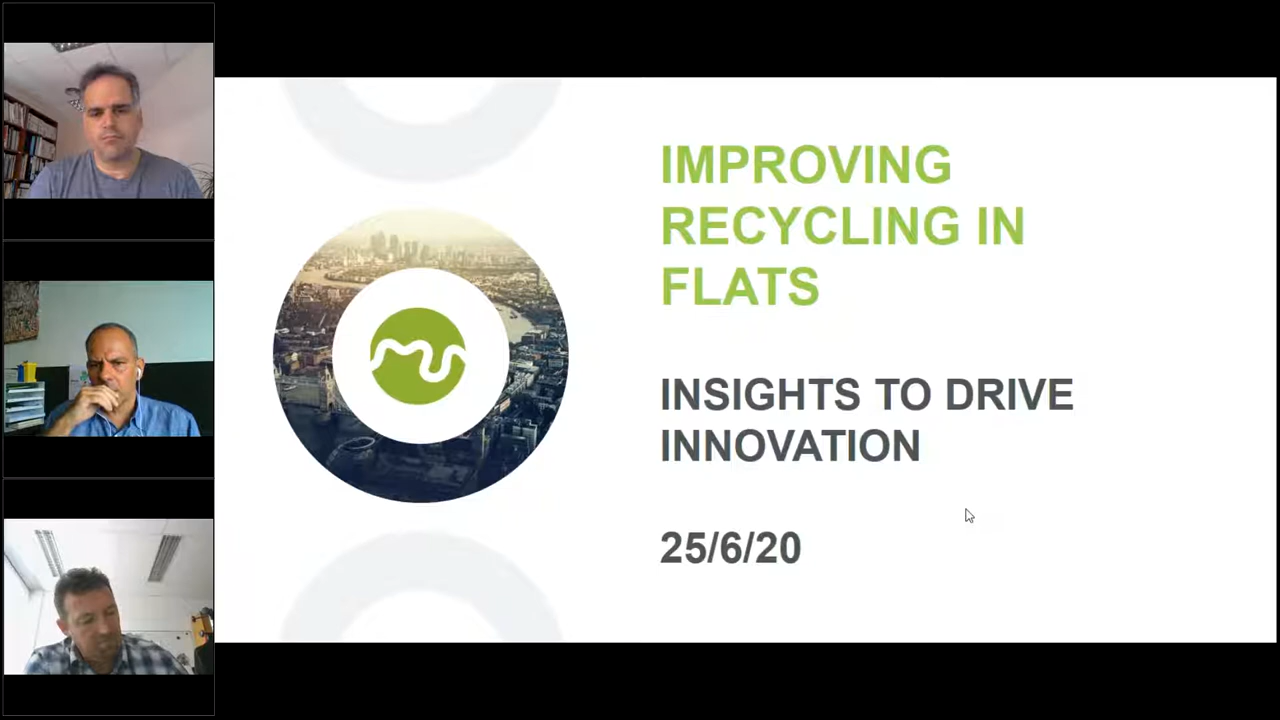 IMPROVING
RECYCLING IN
FLATS
INSIGHTS TO DRIVE
INNOVATION
25/6/20